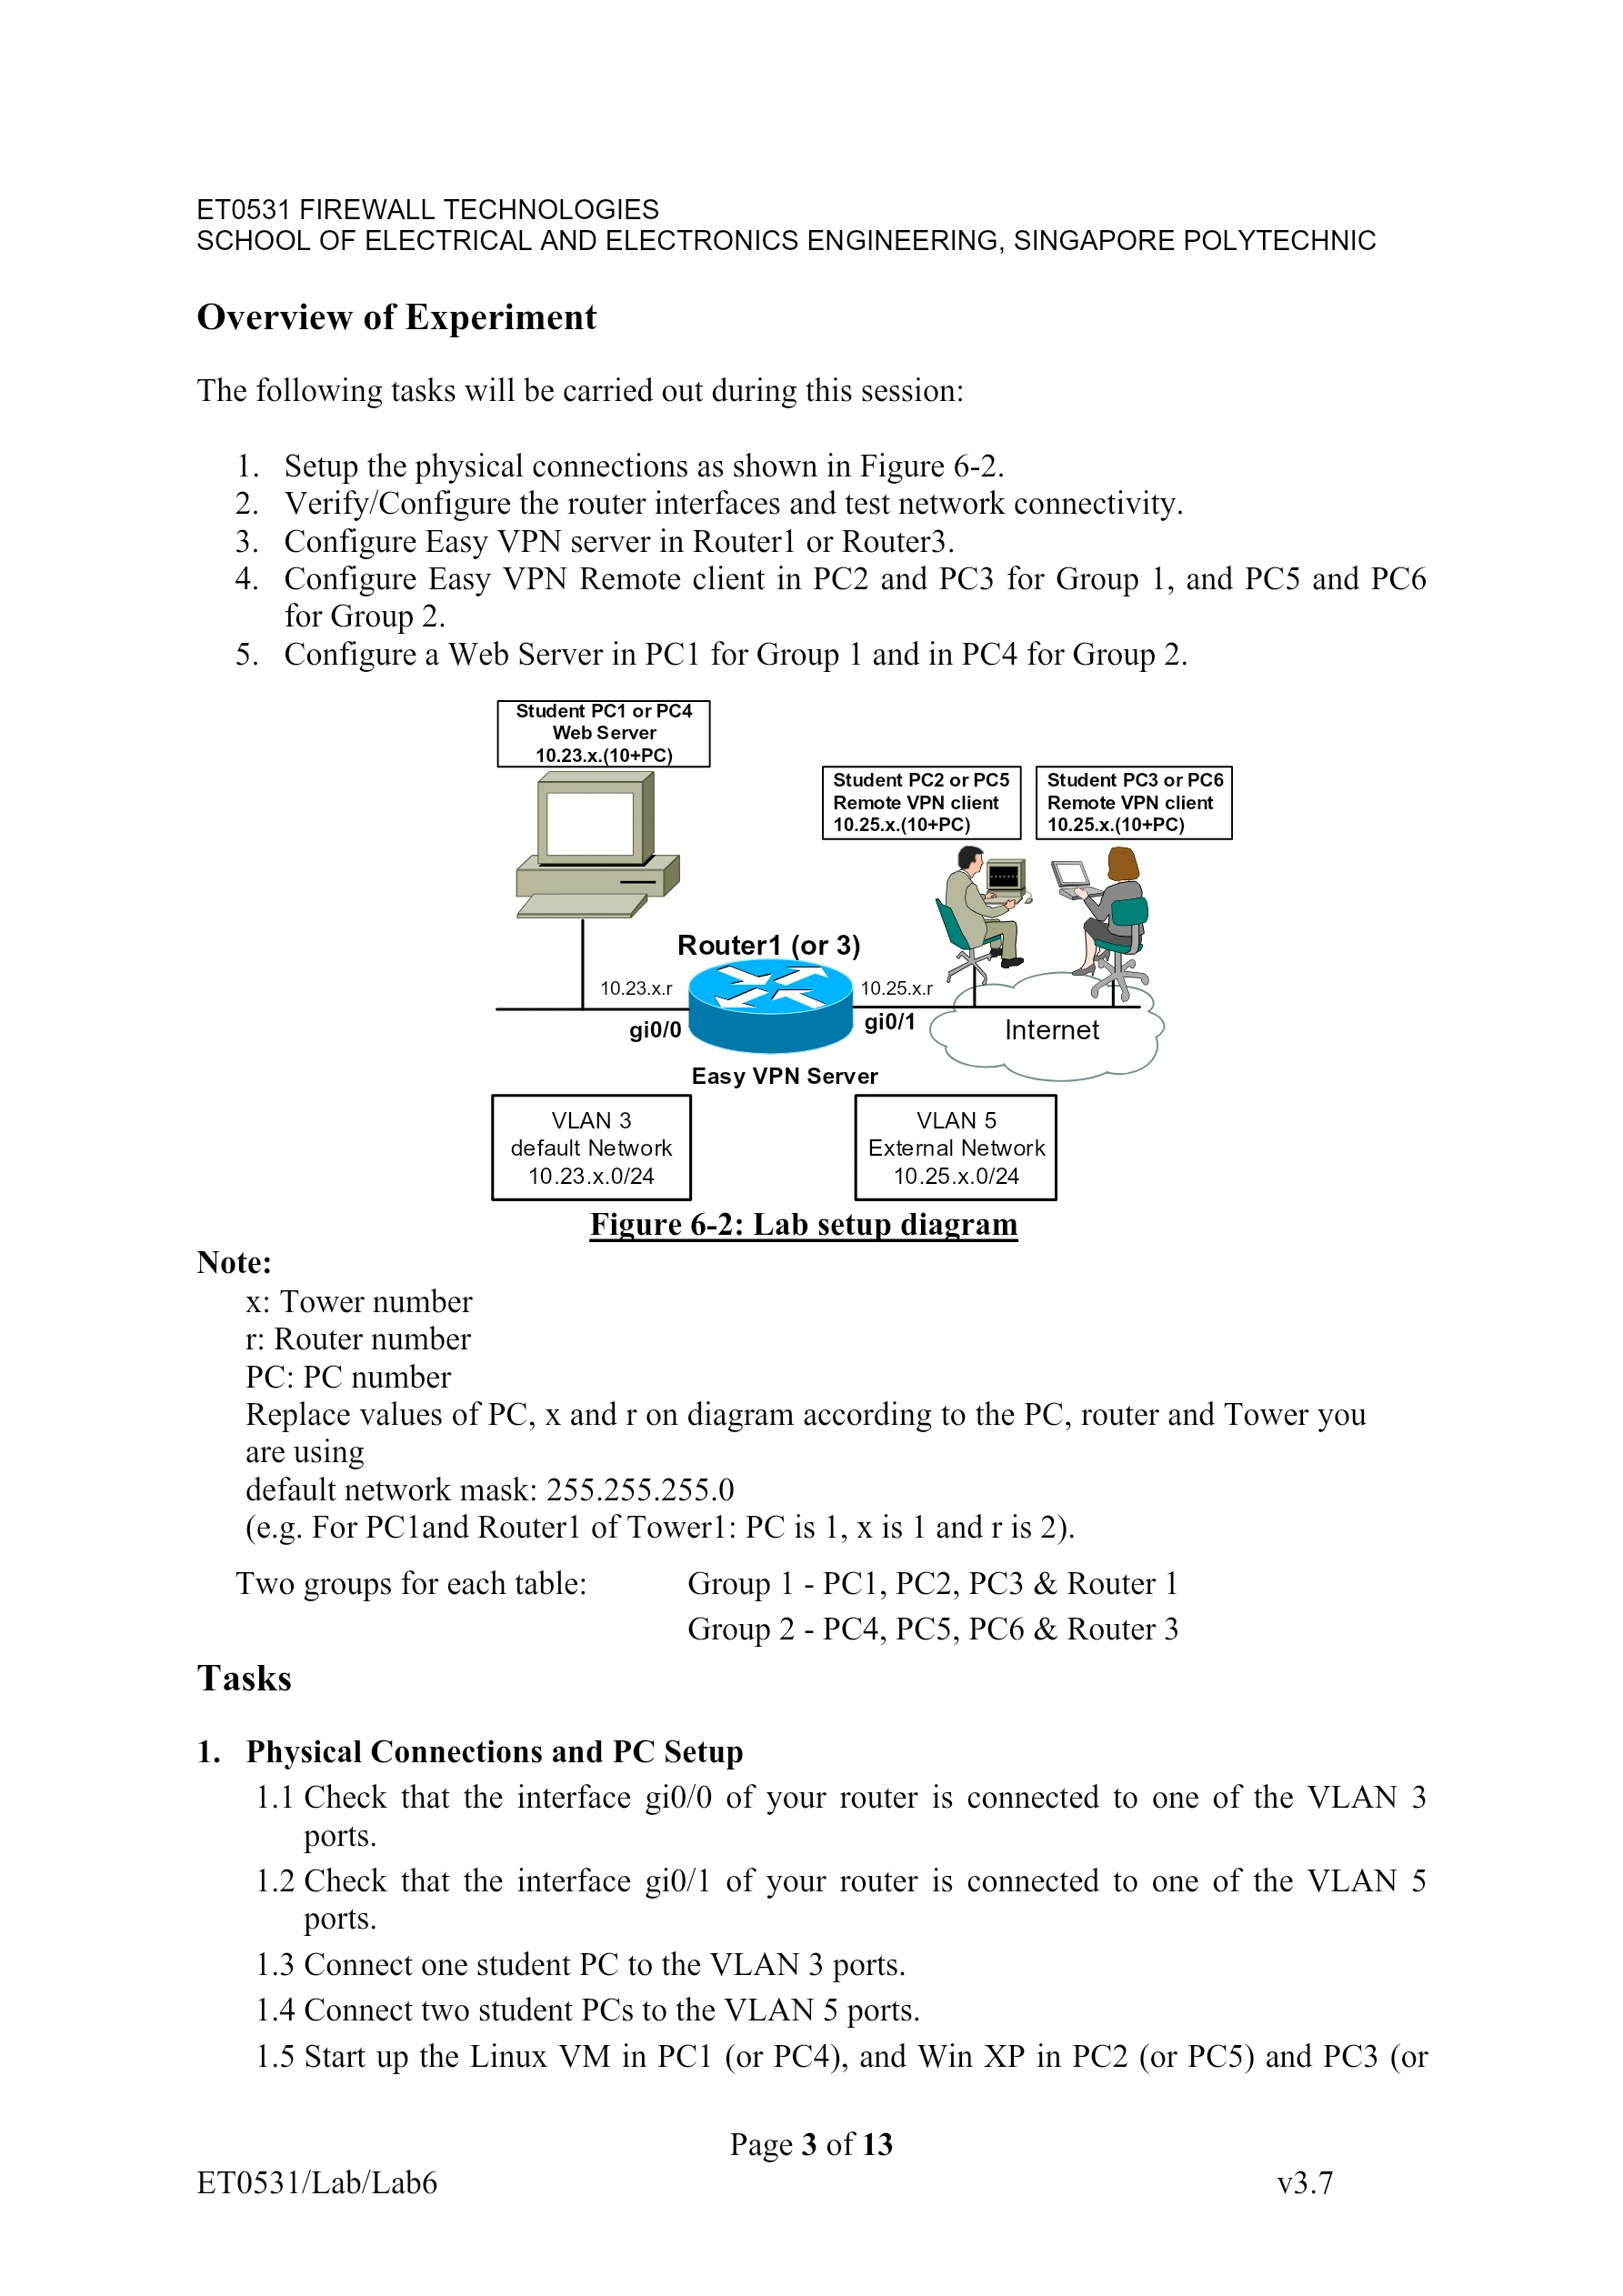 ET0531 FIREWALL TECHNOLOGIES
SCHOOL OF ELECTRICAL AND ELECTRONICS ENGINEERING, SINGAPORE POLYTECHNIC
Overview of Experiment
The following tasks will be carried out during this session:
1. Setup the physical connections as shown in Figure 6-2.
2. Verify/Configure the router interfaces and test network connectivity.
3. Configure Easy VPN server in Router1 or Router3.
4. Configure Easy VPN Remote client in PC2 and PC3 for Group 1, and PC5 and PC6
for Group 2.
5. Configure a Web Server in PC1 for Group 1 and in PC4 for Group 2.
Student PC1 or PC4
Web Server
10.23.x.(10+PC)
Student PC2 or PC5
Remote VPN client
10.25.x.(10+PC)
Student PC3 or PC6
Remote VPN client
10.25.x.(10+PC)
Router1 (or 3)
10.23.x.r
10.25.x.r
gi0/0
gi0/1
Internet
Easy VPN Server
VLAN 3
default Network
10.23.x.0/24
VLAN 5
External Network
10.25.x.0/24
Figure 6-2: Lab setup diagram
Note:
x: Tower number
r: Router number
PC: PC number
Replace values of PC, x and r on diagram according to the PC, router and Tower you
are using
default network mask: 255.255.255.0
(e.g. For PC1and Router1 of Tower1: PC is 1, x is 1 and r is 2).
Two groups for each table: Group 1 - PC1, PC2, PC3 & Router 1
Group 2 - PC4, PC5, PC6 & Router 3
Tasks
1. Physical Connections and PC Setup
1.1 Check that the interface gi0/0 of your router is connected to one of the VLAN 3
ports.
1.2 Check that the interface gi0/1 of your router is connected to one of the VLAN 5
ports.
1.3 Connect one student PC to the VLAN 3 ports.
1.4 Connect two student PCs to the VLAN 5 ports.
1.5 Start up the Linux VM in PC1 (or PC4), and Win XP in PC2 (or PC5) and PC3 (or
Page 3 of 13
ET0531/Lab/Lab6 v3.7